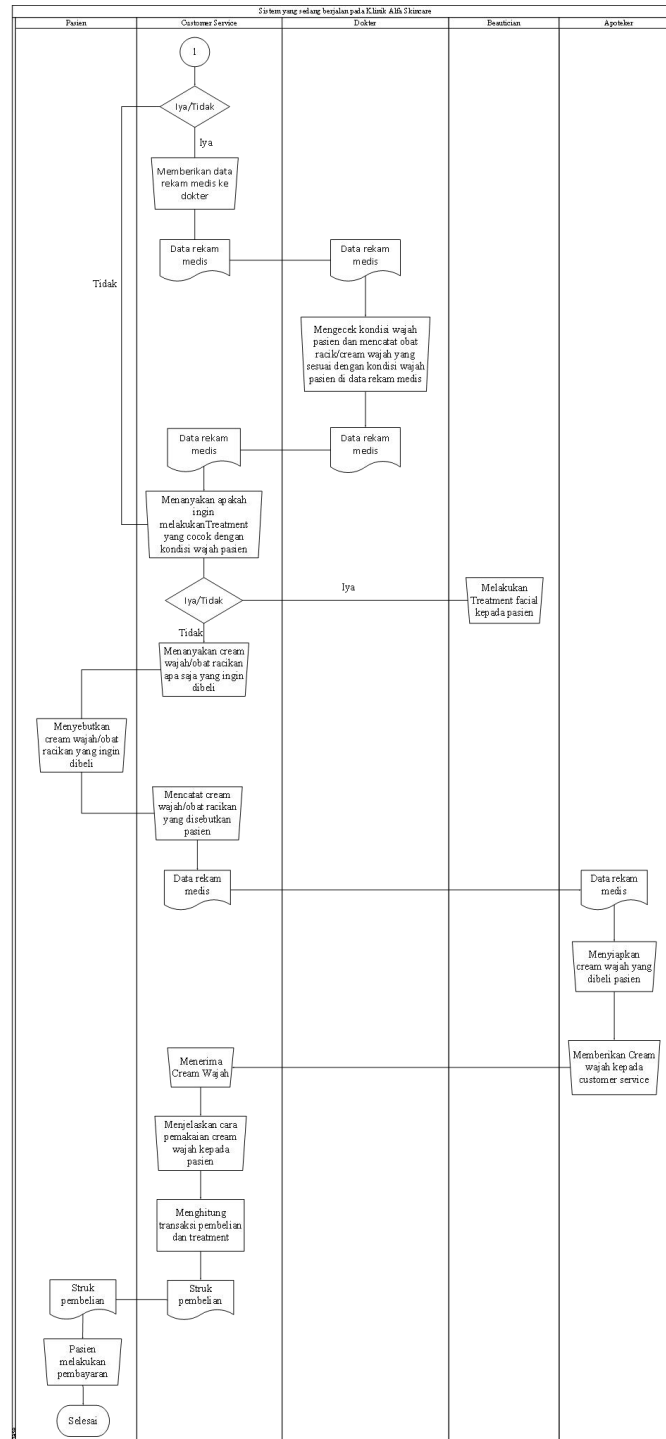 Sistem yang sedang berjalan pada Klinik Alfa Skincare
Pasien
Customer Service
Dokter
Beautician
Apoteker
1
Iya/Tidak
Iya
Memberikan data
rekam medis ke
dokter
Data rekam
medis
Data rekam
medis
Tidak
Mengecek kondisi wajah
pasien dan mencatat obat
racik/cream wajah yang
sesuai dengan kondisi wajah
pasien di data rekam medis
Data rekam
medis
Data rekam
medis
Menanyakan apakah
ingin
melakukanTreatment
yang cocok dengan
kondisi wajah pasien
Iya/Tidak
Iya
Melakukan
Treatment facial
kepada pasien
Tidak
Menanyakan cream
wajah/obat racikan
apa saja yang ingin
dibeli
Menyebutkan
cream wajah/obat
racikan yang ingin
dibeli
Mencatat cream
wajah/obat racikan
yang disebutkan
pasien
Data rekam
medis
Data rekam
medis
Menyiapkan
cream wajah yang
dibeli pasien
Menerima
Cream Wajah
Memberikan Cream
wajah kepada
customer service
Menjelaskan cara
pemakaian cream
wajah kepada
pasien
Menghitung
transaksi pembelian
dan treatment
Struk
pembelian
Struk
pembelian
Pasien
melakukan
pembayaran
Selesai